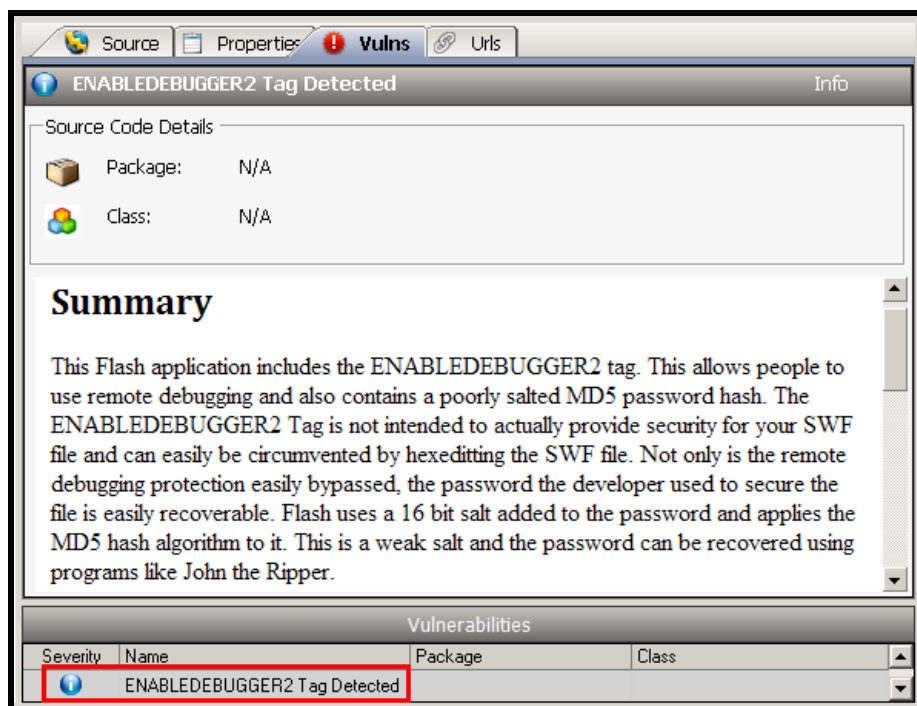 Source Properties Vulns Urls
ENABLEDEBUGGER2 Tag Detected Info
Source Code Details
Package: N/A
Class: N/A
Summary
This Flash application includes the ENABLEDEBUGGER2 tag. This allows people to
use remote debugging and also contains a poorly salted MD5 password hash. The
ENABLEDEBUGGER2 Tag is not intended to actually provide security for your SWF
file and can easily be circumvented by hexeditting the SWF file. Not only is the remote
debugging protection easily bypassed, the password the developer used to secure the
file is easily recoverable. Flash uses a 16 bit salt added to the password and applies the
MD5 hash algorithm to it. This is a weak salt and the password can be recovered using
programs like John the Ripper.
Vulnerabilities
Severity Name Package Class
ENABLEDEBUGGER2 Tag Detected